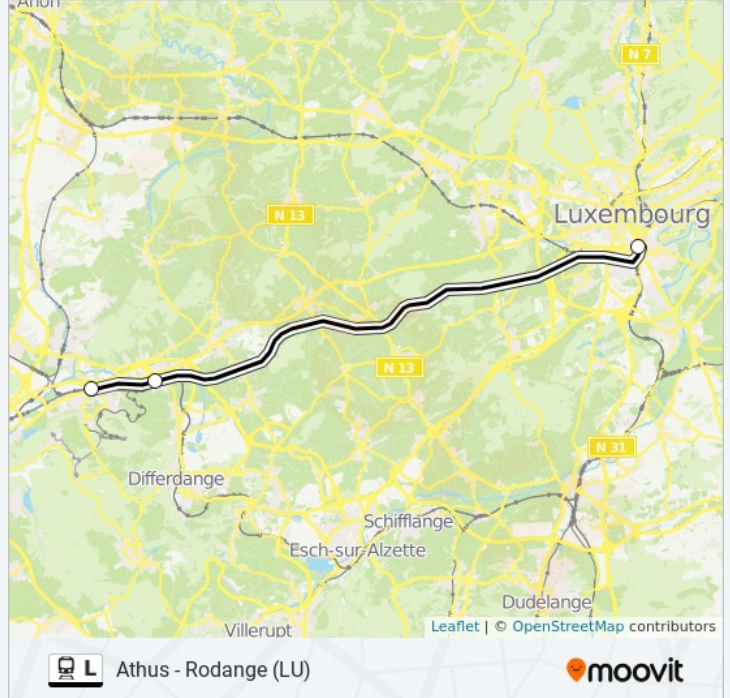 Arlon
N 7
N 13
Luxembourg
N 13
N 31
Differdange
Schifflange
Esch-sur-Alzette
Dudelange
Villerupt
Leaflet | © OpenStreetMap contributors
L Athus - Rodange (LU)
moovit